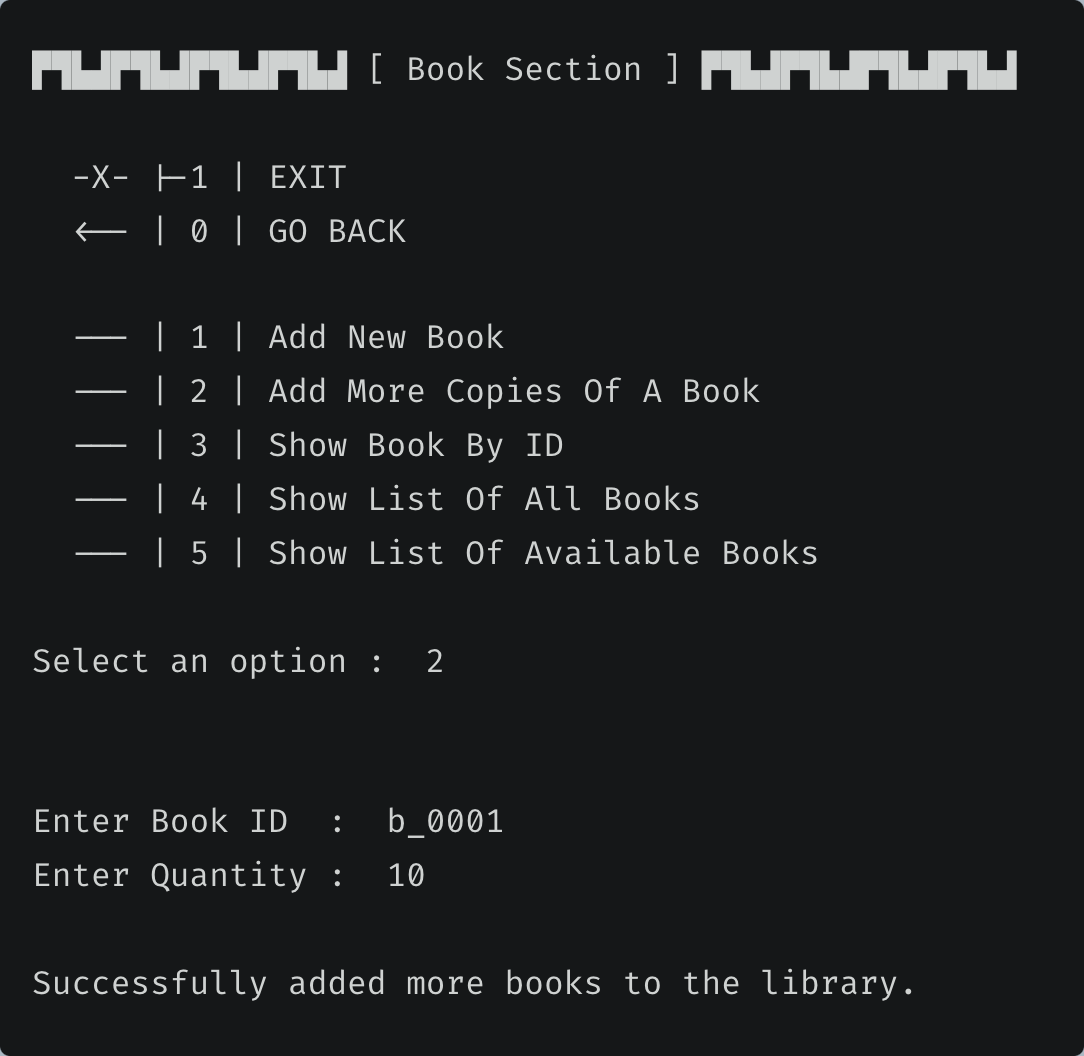 [ Book Section ]
-X- |-1 | EXIT
<-- | 0 | GO BACK
--- | 1 | Add New Book
--- | 2 | Add More Copies Of A Book
--- | 3 | Show Book By ID
--- | 4 | Show List Of All Books
--- | 5 | Show List Of Available Books
Select an option :  2
Enter Book ID  :  b_0001
Enter Quantity :  10
Successfully added more books to the library.